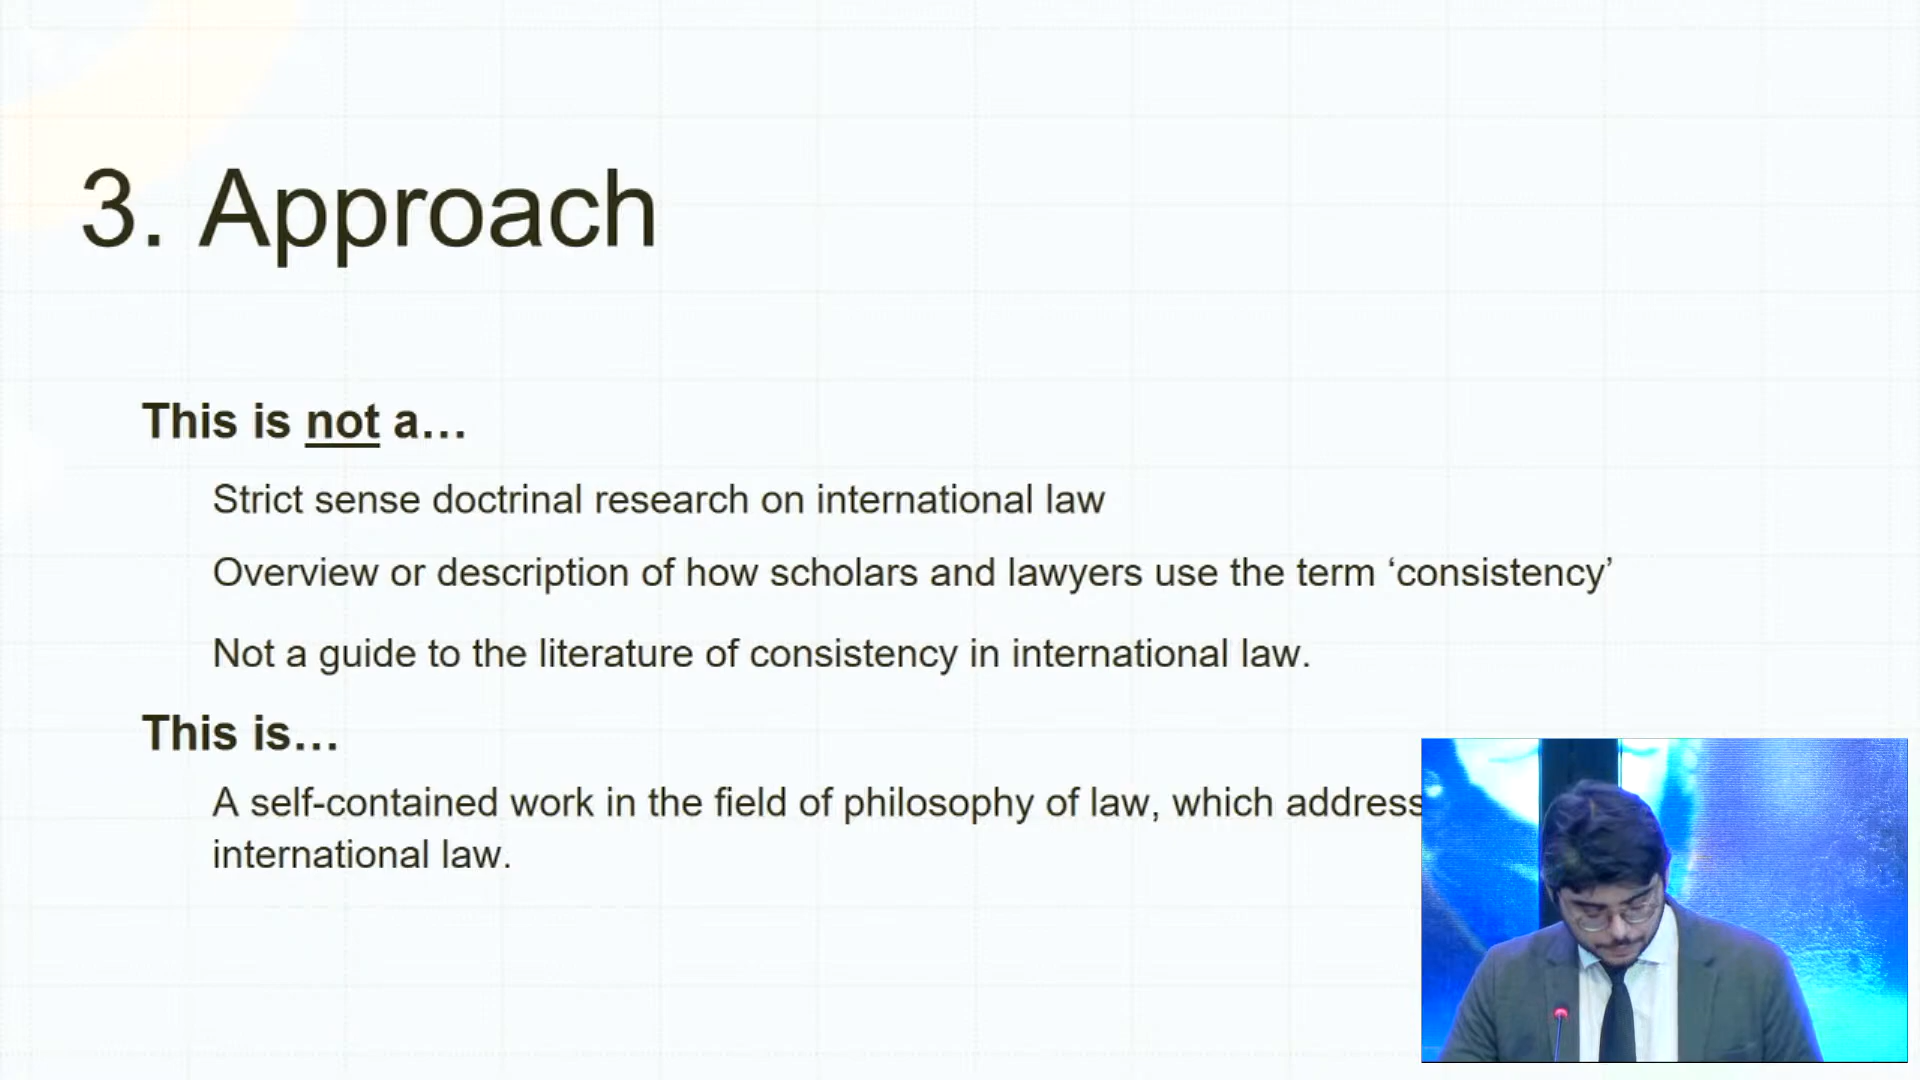 3. Approach
This is not a…
Strict sense doctrinal research on international law
Overview or description of how scholars and lawyers use the term ‘consistency’
Not a guide to the literature of consistency in international law.
This is…
A self-contained work in the field of philosophy of law, which address
international law.